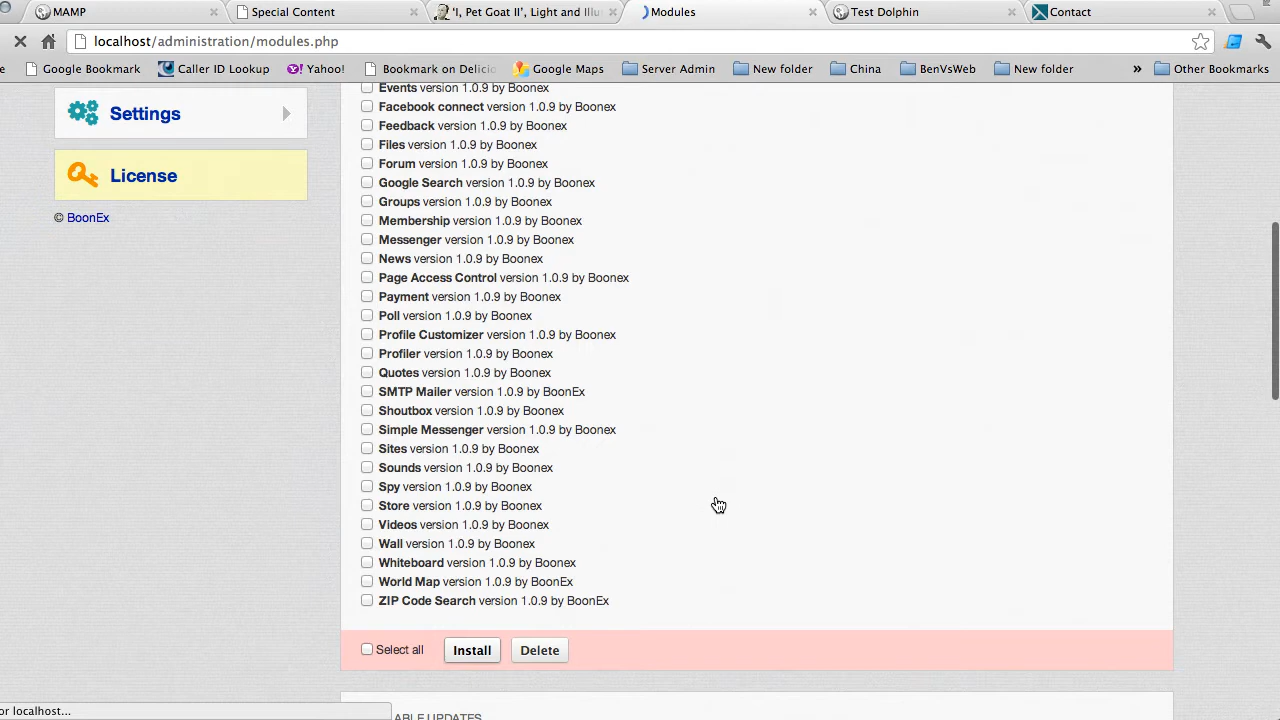 MAMP
Special Content
'I, Pet Goat II', Light and Illu
Modules
Test Dolphin
Contact
localhost/administration/modules.php
Google Bookmark
Caller ID Lookup
Yahoo!
Bookmark on Delicio
Google Maps
Server Admin
New folder
China
BenVsWeb
New folder
»
Other Bookmarks
Settings
License
© BoonEx
Events version 1.0.9 by Boonex
Facebook connect version 1.0.9 by Boonex
Feedback version 1.0.9 by Boonex
Files version 1.0.9 by Boonex
Forum version 1.0.9 by Boonex
Google Search version 1.0.9 by Boonex
Groups version 1.0.9 by Boonex
Membership version 1.0.9 by Boonex
Messenger version 1.0.9 by Boonex
News version 1.0.9 by Boonex
Page Access Control version 1.0.9 by Boonex
Payment version 1.0.9 by Boonex
Poll version 1.0.9 by Boonex
Profile Customizer version 1.0.9 by Boonex
Profiler version 1.0.9 by Boonex
Quotes version 1.0.9 by Boonex
SMTP Mailer version 1.0.9 by BoonEx
Shoutbox version 1.0.9 by Boonex
Simple Messenger version 1.0.9 by Boonex
Sites version 1.0.9 by Boonex
Sounds version 1.0.9 by Boonex
Spy version 1.0.9 by Boonex
Store version 1.0.9 by Boonex
Videos version 1.0.9 by Boonex
Wall version 1.0.9 by Boonex
Whiteboard version 1.0.9 by Boonex
World Map version 1.0.9 by BoonEx
ZIP Code Search version 1.0.9 by BoonEx
Select all
Install
Delete
ABLE UPDATES
or localhost...